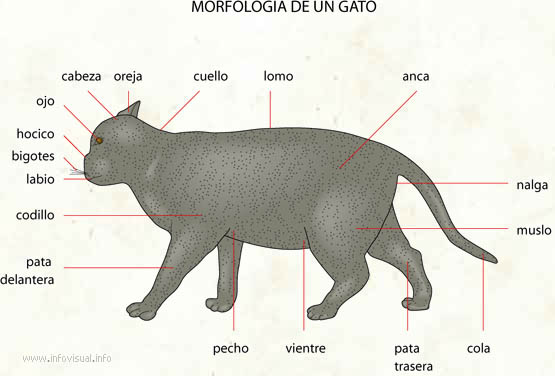 MORFOLOGÍA DE UN GATO
cabeza
oreja
cuello
lomo
anca
ojo
hocico
bigotes
labio
codillo
pata
delantera
nalga
muslo
pecho
vientre
pata
trasera
cola
www.infovisual.info